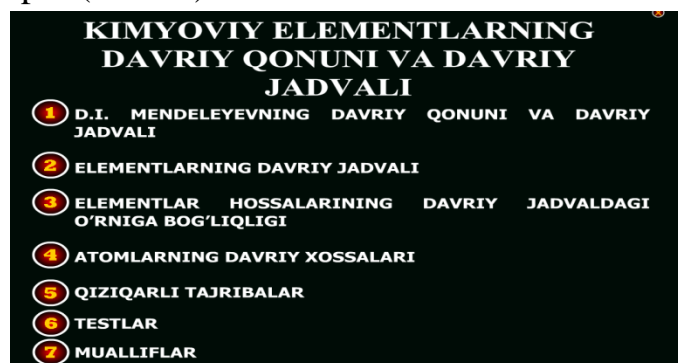 KIMYOVIY ELEMENTLARNING
DAVRIY QONUNI VA DAVRIY
JADVALI
1 D.I. MENDELEYEVNING DAVRIY QONUNI VA DAVRIY
JADVALI
2 ELEMENTLARNING DAVRIY JADVALI
3 ELEMENTLAR HOSSALARINING DAVRIY JADVALDAGI
O'RNIGA BOG'LIQLIGI
4 ATOMLARNING DAVRIY XOSSALARI
5 QIZIQARLI TAJRIBALAR
6 TESTLAR
7 MUALLIFLAR